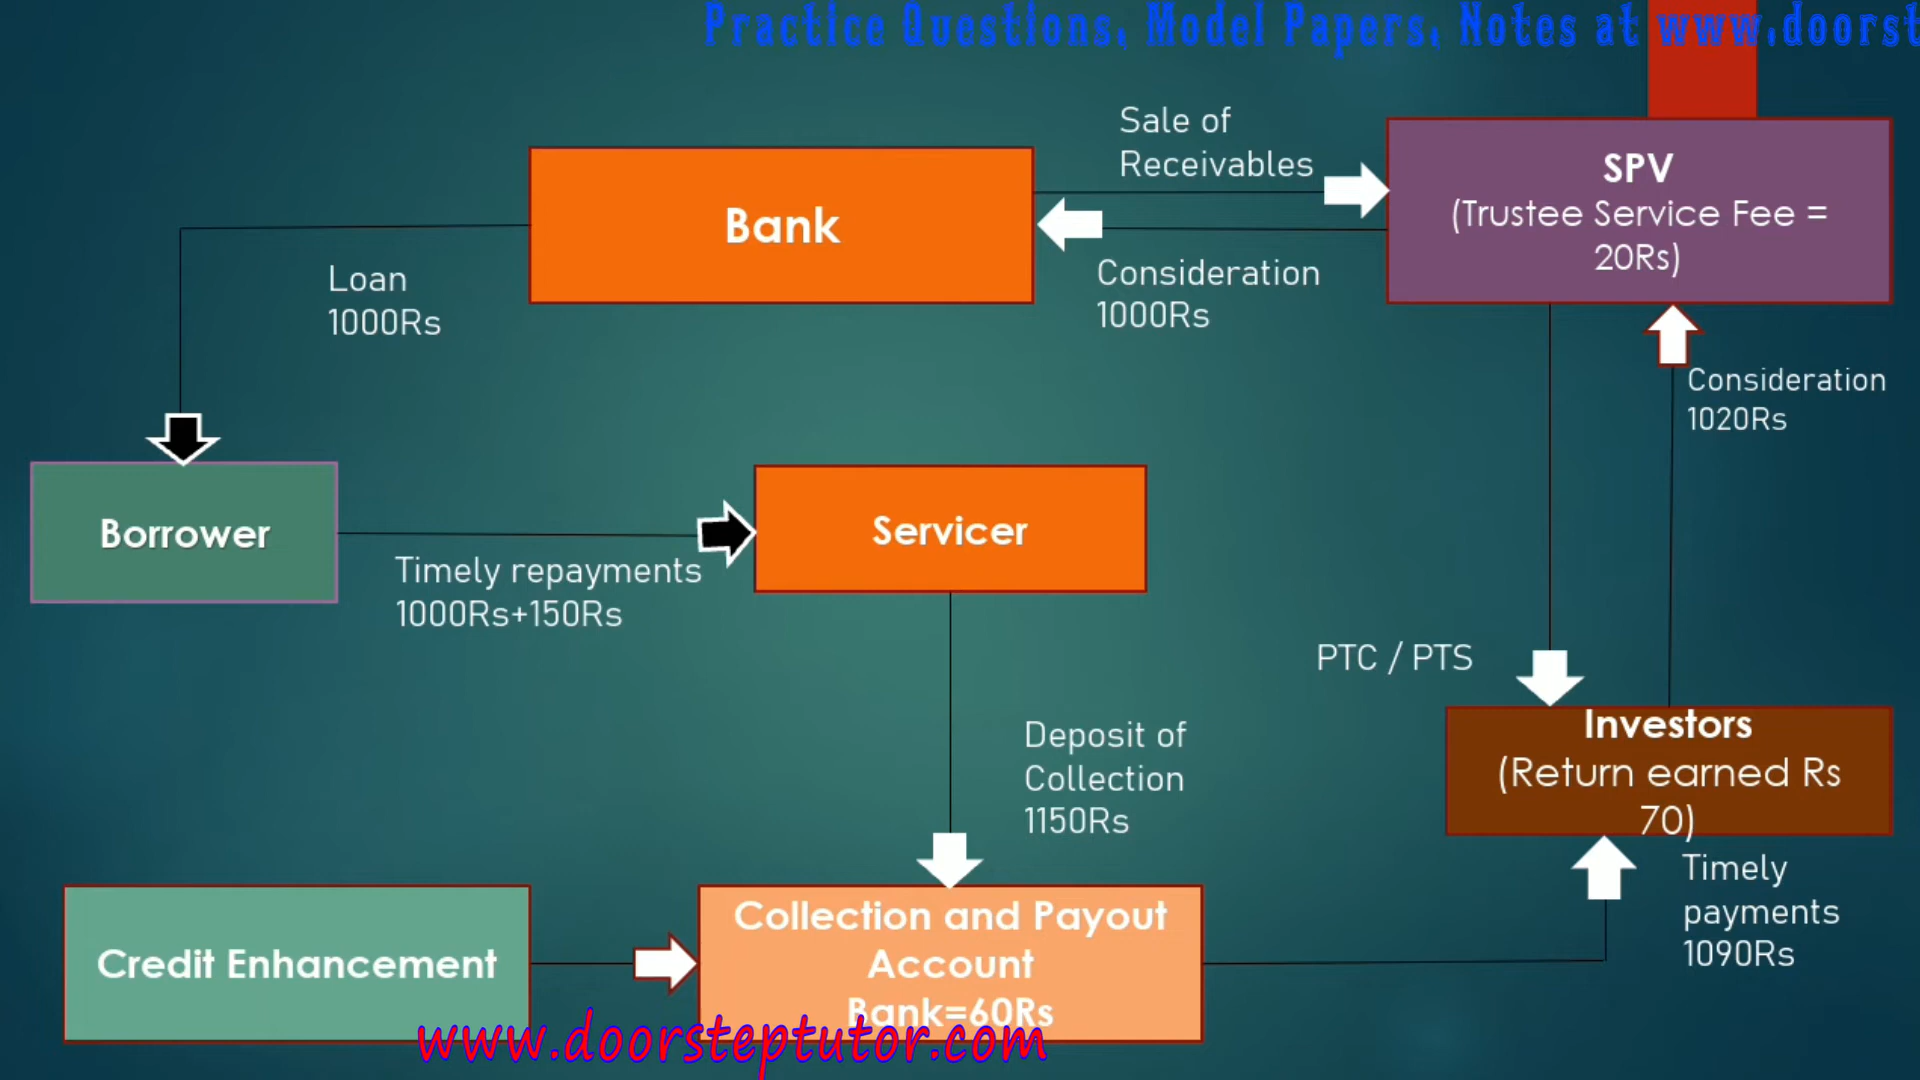 Practice Questions, Model Papers, Notes at www.doorst
Sale of
Receivables
SPV
(Trustee Service Fee =
20Rs)
Bank
Loan
1000Rs
Consideration
1000Rs
Consideration
1020Rs
Borrower
Servicer
Timely repayments
1000Rs+150Rs
PTC / PTS
Investors
(Return earned Rs
70)
Deposit of
Collection
1150Rs
Timely
payments
1090Rs
Credit Enhancement
Collection and Payout
Account
Bank=60Rs
www.doorsteptutor.com